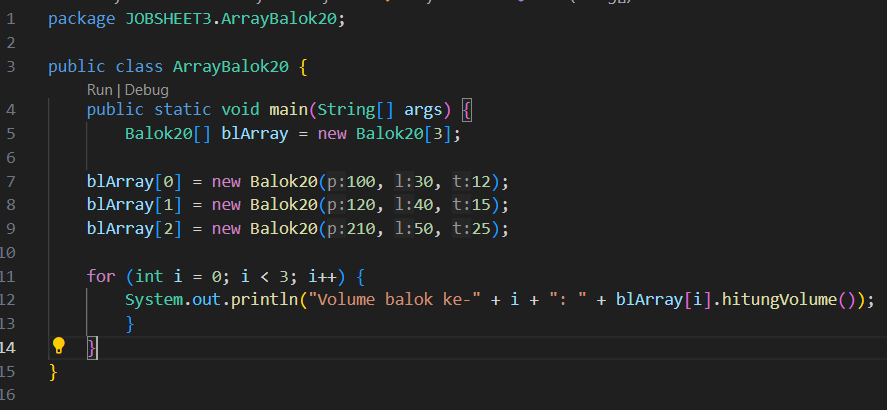 1 package JOBSHEET3.ArrayBalok20;
2
3 public class ArrayBalok20 {
Run | Debug
4 public static void main(String[] args) {
5 Balok20[] blArray = new Balok20[3];
6
7 blArray[0] = new Balok20(p:100, l:30, t:12);
8 blArray[1] = new Balok20(p:120, l:40, t:15);
9 blArray[2] = new Balok20(p:210, l:50, t:25);
10
11 for (int i = 0; i < 3; i++) {
12 System.out.println("Volume balok ke-" + i + ": " + blArray[i].hitungVolume());
13 }
14 }
15 }
16